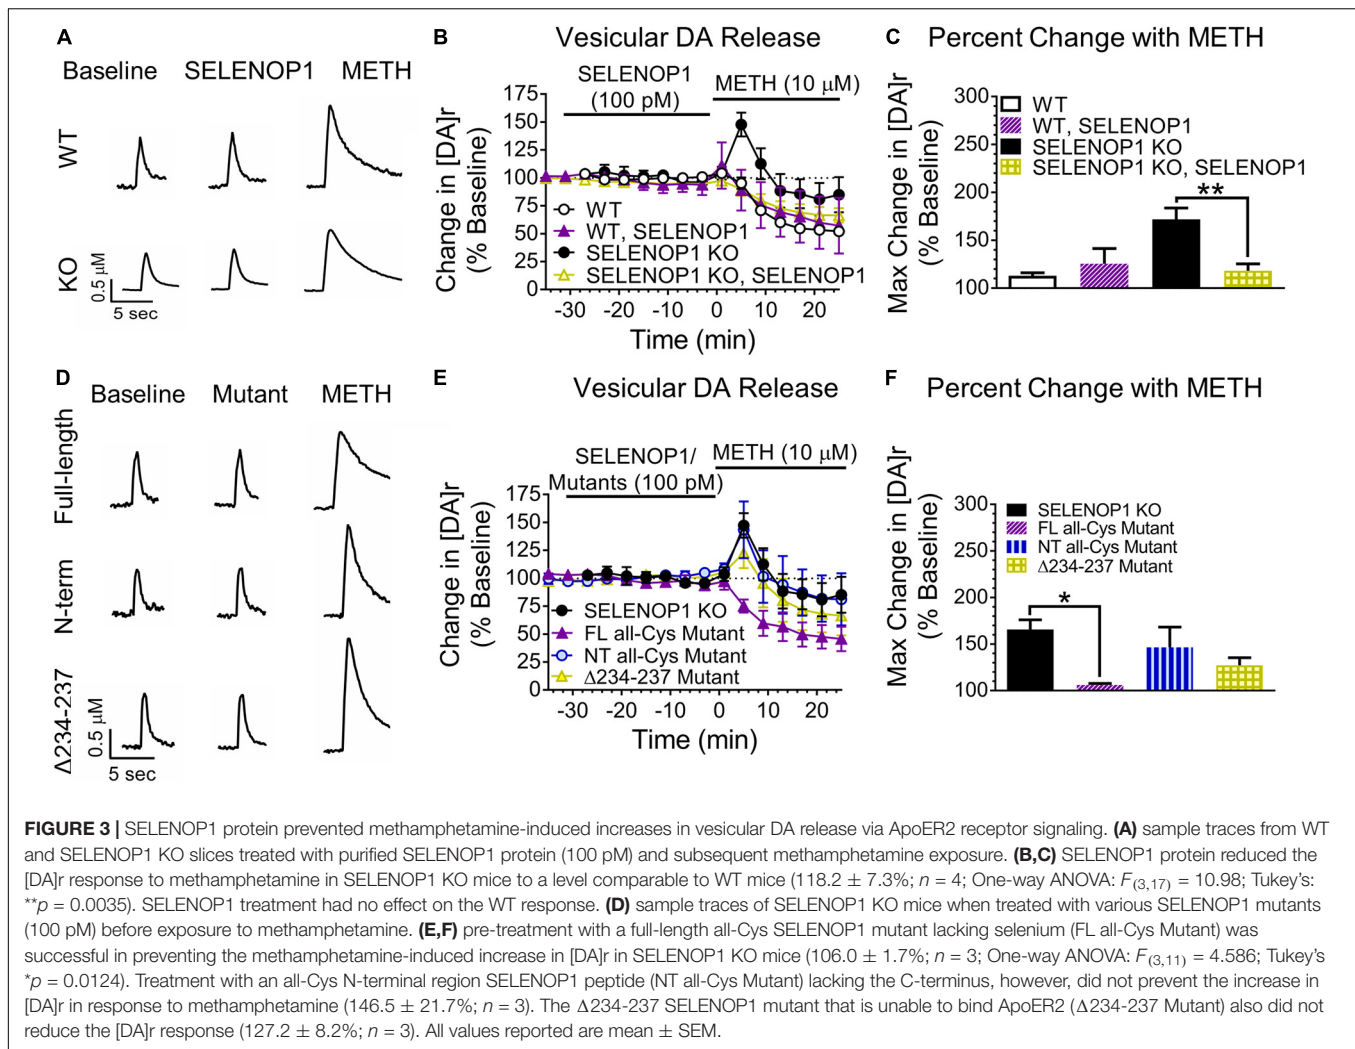 A
Baseline SELENOP1 METH
WT
KO
0.5 μM
5 sec
B
Vesicular DA Release
SELENOP1
(100 pM)
METH (10 μM)
Change in [DA]r
(% Baseline)
175
150
125
100
75
50
25
0
WT
WT, SELENOP1
SELENOP1 KO
SELENOP1 KO, SELENOP1
-30 -20 -10 0 10 20
Time (min)
C
Percent Change with METH
Max Change in [DA]r
(% Baseline)
300
250
200
150
100
WT
WT, SELENOP1
SELENOP1 KO
SELENOP1 KO, SELENOP1
**
D
Baseline Mutant METH
Full-length
N-term
Δ234-237
0.5 μM
5 sec
E
Vesicular DA Release
SELENOP1/
Mutants (100 pM)
METH (10 μM)
Change in [DA]r
(% Baseline)
175
150
125
100
75
50
25
0
SELENOP1 KO
FL all-Cys Mutant
NT all-Cys Mutant
Δ234-237 Mutant
-30 -20 -10 0 10 20
Time (min)
F
Percent Change with METH
Max Change in [DA]r
(% Baseline)
300
250
200
150
100
SELENOP1 KO
FL all-Cys Mutant
NT all-Cys Mutant
Δ234-237 Mutant
*
FIGURE 3 | SELENOP1 protein prevented methamphetamine-induced increases in vesicular DA release via ApoER2 receptor signaling. (A) sample traces from WT
and SELENOP1 KO slices treated with purified SELENOP1 protein (100 pM) and subsequent methamphetamine exposure. (B,C) SELENOP1 protein reduced the
[DA]r response to methamphetamine in SELENOP1 KO mice to a level comparable to WT mice (118.2 ± 7.3%; n = 4; One-way ANOVA: F(3,17) = 10.98; Tukey's:
**p = 0.0035). SELENOP1 treatment had no effect on the WT response. (D) sample traces of SELENOP1 KO mice when treated with various SELENOP1 mutants
(100 pM) before exposure to methamphetamine. (E,F) pre-treatment with a full-length all-Cys SELENOP1 mutant lacking selenium (FL all-Cys Mutant) was
successful in preventing the methamphetamine-induced increase in [DA]r in SELENOP1 KO mice (106.0 ± 1.7%; n = 3; One-way ANOVA: F(3,11) = 4.586; Tukey's
*p = 0.0124). Treatment with an all-Cys N-terminal region SELENOP1 peptide (NT all-Cys Mutant) lacking the C-terminus, however, did not prevent the increase in
[DA]r in response to methamphetamine (146.5 ± 21.7%; n = 3). The Δ234-237 SELENOP1 mutant that is unable to bind ApoER2 (Δ234-237 Mutant) also did not
reduce the [DA]r response (127.2 ± 8.2%; n = 3). All values reported are mean ± SEM.